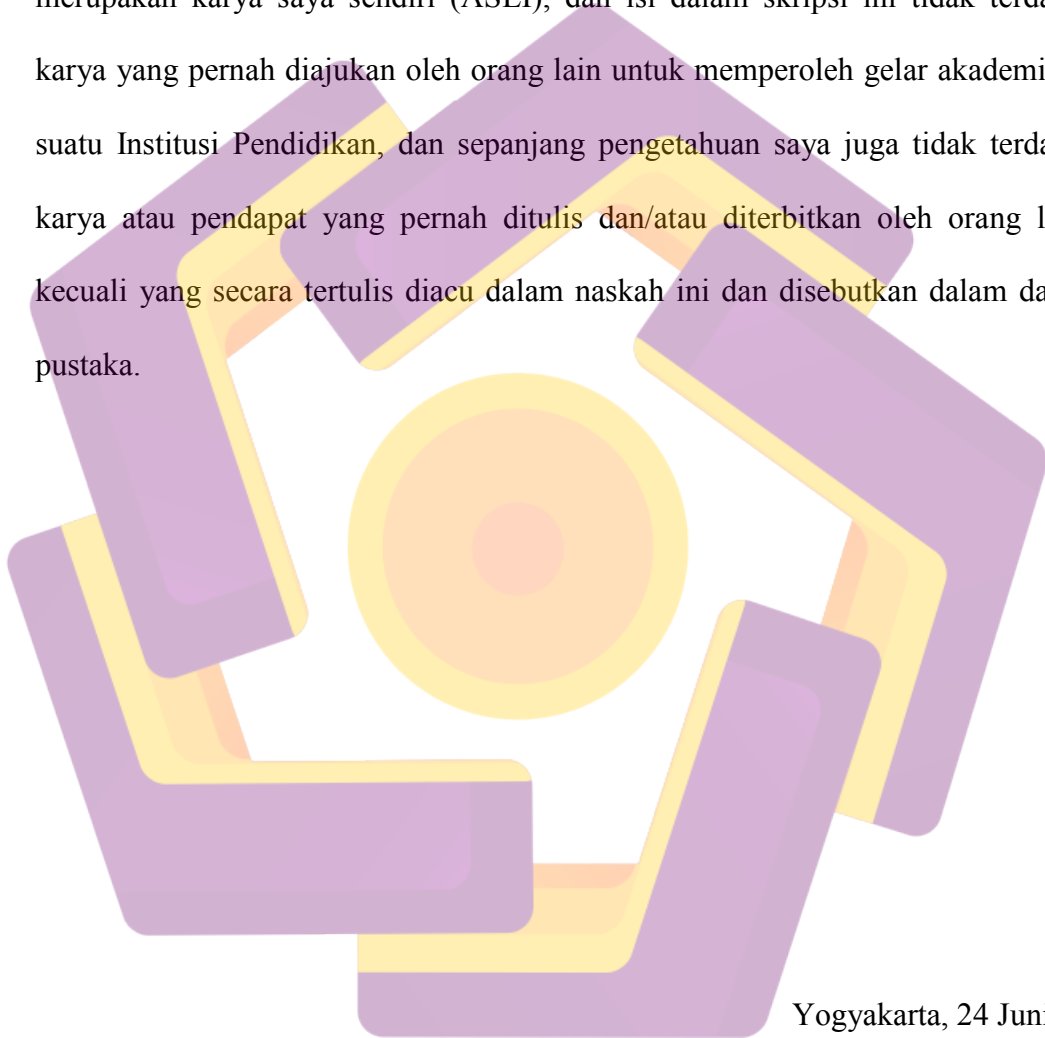 merupakan karya saya sendiri (ASLI), dan isi dalam skripsi ini tidak terda
karya yang pernah diajukan oleh orang lain untuk memperoleh gelar akademi
suatu Institusi Pendidikan, dan sepanjang pengetahuan saya juga tidak terda
karya atau pendapat yang pernah ditulis dan/atau diterbitkan oleh orang l
kecuali yang secara tertulis diacu dalam naskah ini dan disebutkan dalam da
pustaka.
Yogyakarta, 24 Juni